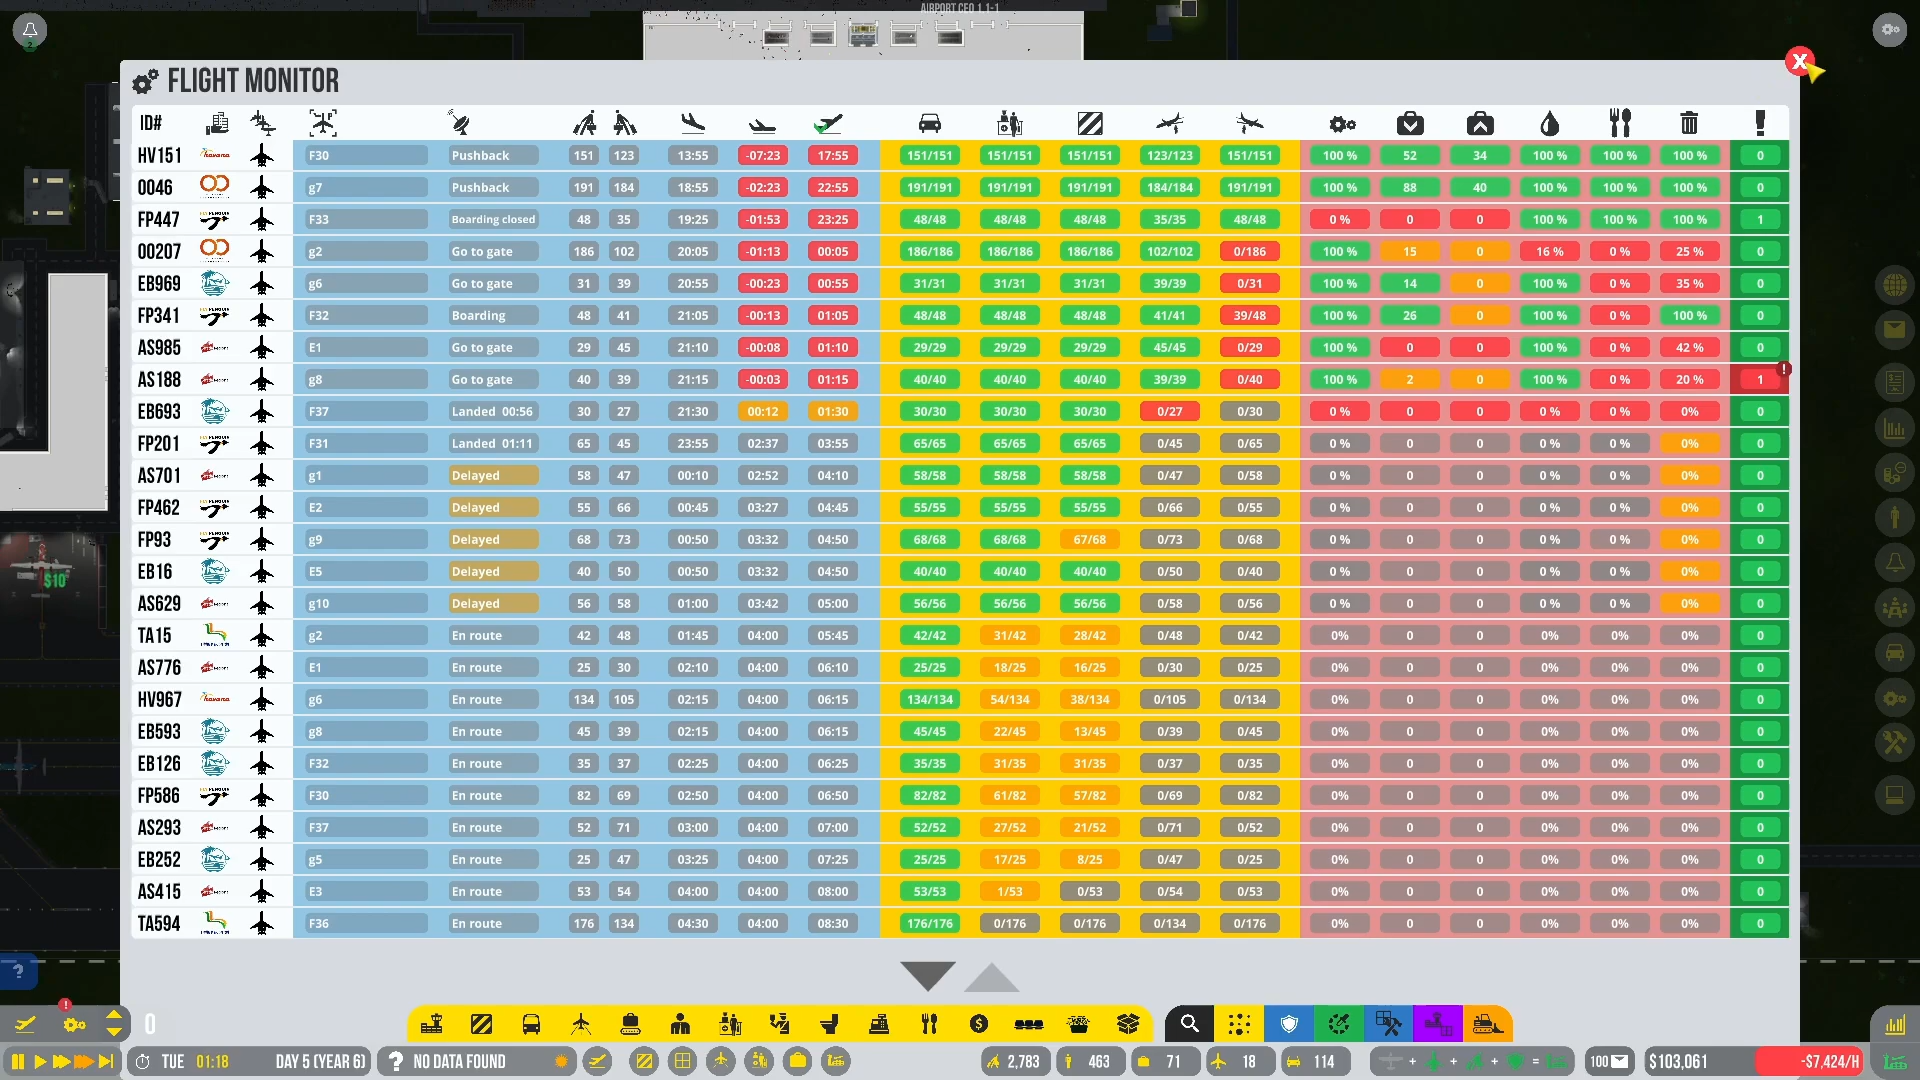 AIRPORT CEO 1.1-1
FLIGHT MONITOR
X
ID#
HV151 havana F30 Pushback 151 123 13:55 -07:23 17:55 151/151 151/151 151/151 123/123 151/151 100 % 52 34 100 % 100 % 100 % 0
OO46 g7 Pushback 191 184 18:55 -02:23 22:55 191/191 191/191 191/191 184/184 191/191 100 % 88 40 100 % 100 % 100 % 0
FP447 F33 Boarding closed 48 35 19:25 -01:53 23:25 48/48 48/48 48/48 35/35 48/48 0 % 0 0 100 % 100 % 100 % 1
OO207 g2 Go to gate 186 102 20:05 -01:13 00:05 186/186 186/186 186/186 102/102 0/186 100 % 15 0 16 % 0 % 25 % 0
EB969 g6 Go to gate 31 39 20:55 -00:23 00:55 31/31 31/31 31/31 39/39 0/31 100 % 14 0 100 % 0 % 35 % 0
FP341 F32 Boarding 48 41 21:05 -00:13 01:05 48/48 48/48 48/48 41/41 39/48 100 % 26 0 100 % 0 % 100 % 0
AS985 E1 Go to gate 29 45 21:10 -00:08 01:10 29/29 29/29 29/29 45/45 0/29 100 % 0 0 100 % 0 % 42 % 0
AS188 g8 Go to gate 40 39 21:15 -00:03 01:15 40/40 40/40 40/40 39/39 0/40 100 % 2 0 100 % 0 % 20 % 1 !
EB693 F37 Landed 00:56 30 27 21:30 00:12 01:30 30/30 30/30 30/30 0/27 0/30 0 % 0 0 0 % 0 % 0% 0
FP201 F31 Landed 01:11 65 45 23:55 02:37 03:55 65/65 65/65 65/65 0/45 0/65 0 % 0 0 0 % 0 % 0% 0
AS701 g1 Delayed 58 47 00:10 02:52 04:10 58/58 58/58 58/58 0/47 0/58 0 % 0 0 0 % 0 % 0% 0
FP462 E2 Delayed 55 66 00:45 03:27 04:45 55/55 55/55 55/55 0/66 0/55 0 % 0 0 0 % 0 % 0% 0
FP93 g9 Delayed 68 73 00:50 03:32 04:50 68/68 68/68 67/68 0/73 0/68 0 % 0 0 0 % 0 % 0% 0
EB16 E5 Delayed 40 50 00:50 03:32 04:50 40/40 40/40 40/40 0/50 0/40 0 % 0 0 0 % 0 % 0% 0
AS629 g10 Delayed 56 58 01:00 03:42 05:00 56/56 56/56 56/56 0/58 0/56 0 % 0 0 0 % 0 % 0% 0
TA15 g2 En route 42 48 01:45 04:00 05:45 42/42 31/42 28/42 0/48 0/42 0% 0 0 0% 0% 0% 0
AS776 E1 En route 25 30 02:10 04:00 06:10 25/25 18/25 16/25 0/30 0/25 0% 0 0 0% 0% 0% 0
HV967 havana g6 En route 134 105 02:15 04:00 06:15 134/134 54/134 38/134 0/105 0/134 0% 0 0 0% 0% 0% 0
EB593 g8 En route 45 39 02:15 04:00 06:15 45/45 22/45 13/45 0/39 0/45 0% 0 0 0% 0% 0% 0
EB126 F32 En route 35 37 02:25 04:00 06:25 35/35 31/35 31/35 0/37 0/35 0% 0 0 0% 0% 0% 0
FP586 F30 En route 82 69 02:50 04:00 06:50 82/82 61/82 57/82 0/69 0/82 0% 0 0 0% 0% 0% 0
AS293 F37 En route 52 71 03:00 04:00 07:00 52/52 27/52 21/52 0/71 0/52 0% 0 0 0% 0% 0% 0
EB252 g5 En route 25 47 03:25 04:00 07:25 25/25 17/25 8/25 0/47 0/25 0% 0 0 0% 0% 0% 0
AS415 E3 En route 53 54 04:00 04:00 08:00 53/53 1/53 0/53 0/54 0/53 0% 0 0 0% 0% 0% 0
TA594 F36 En route 176 134 04:30 04:00 08:30 176/176 0/176 0/176 0/134 0/176 0% 0 0 0% 0% 0% 0
$10
?
! 0
TUE 01:18 DAY 5 (YEAR 6) ? NO DATA FOUND 2,783 463 71 18 114 + + + = 100 $103,061 -$7,424/H